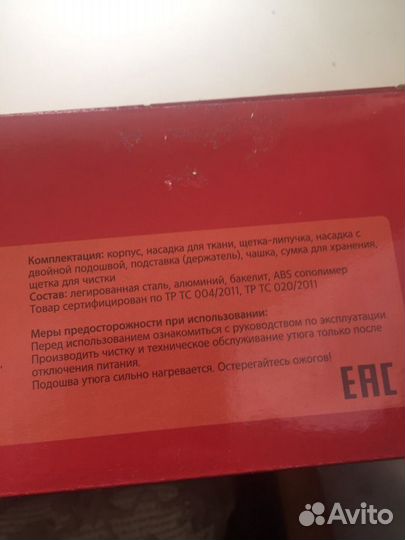 Комплектация: корпус, насадка для ткани, щетка-липучка, насадка с
двойной подошвой, подставка (держатель), чашка, сумка для хранения,
щетка для чистки
Состав: легированная сталь, алюминий, бакелит, ABS сополимер
Товар сертифицирован по ТР ТС 004/2011, ТР ТС 020/2011
Меры предосторожности при использовании:
Перед использованием ознакомиться с руководством по эксплуатации.
Производить чистку и техническое обслуживание утюга только после
отключения питания.
Подошва утюга сильно нагревается. Остерегайтесь ожогов!
EAC
Avito